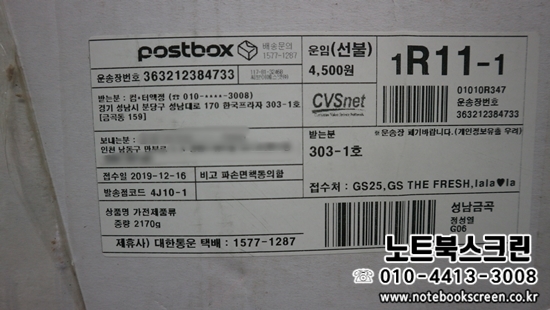 postbox 배송문의 1577-1287
운송장번호 363212384733
운임(선불) 4,500원
1R11-1
01010R347
운송장번호
363212384733
받는분 : 컴*터액정 (☎ 010-****-3008)
경기 성남시 분당구 성남대로 170 한국프라자 303-1호
[금곡동 159]
CVSnet
※운송장 폐기바랍니다.(개인정보유출 우려)
보내는분 :
인천 남동구
받는분
303-1호
접수일 2019-12-16 비고 파손면책동의함
발송점코드 4J10-1
접수처 : GS25,GS THE FRESH,lala♥la
상품명 가전제품류
중량 2170g
성남금곡
정성열
G06
제휴사) 대한통운 택배 : 1577-1287
노트북스크린
☎ 010-4413-3008
www.notebookscreen.co.kr